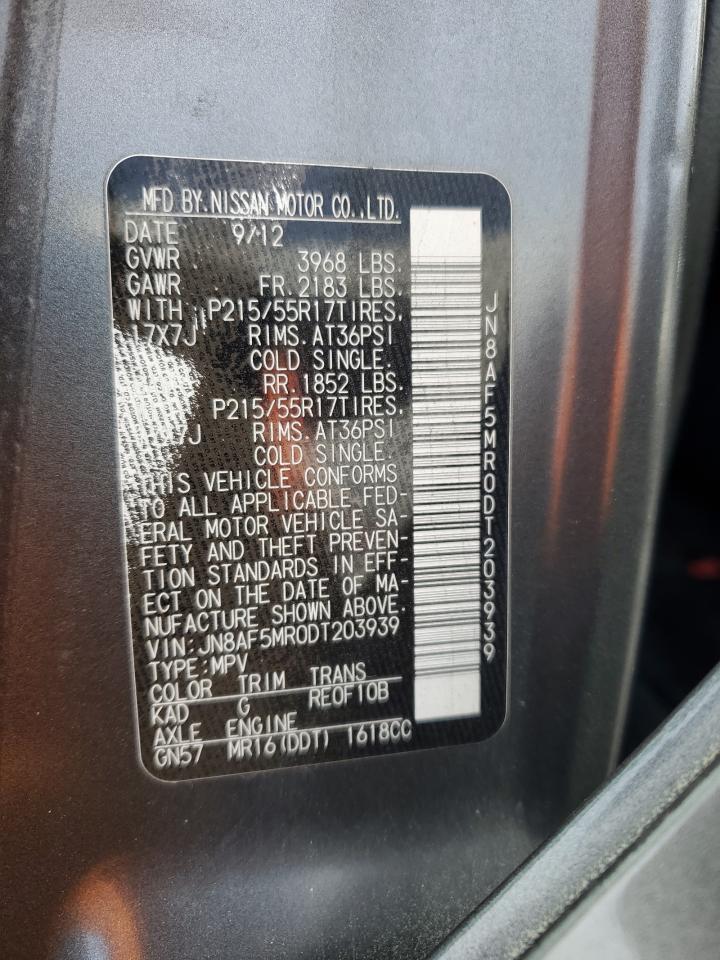 MFD BY.NISSAN MOTOR CO.,LTD.
DATE 9/12
GVWR 3968 LBS.
GAWR FR.2183 LBS.
WITH P215/55R17TIRES.
17X7J RIMS.AT36PSI
COLD SINGLE.
RR.1852 LBS.
P215/55R17TIRES.
RIMS.AT36PSI
COLD SINGLE.
THIS VEHICLE CONFORMS
TO ALL APPLICABLE FED-
ERAL MOTOR VEHICLE SA-
FETY AND THEFT PREVEN-
TION STANDARDS IN EFF-
ECT ON THE DATE OF MA-
NUFACTURE SHOWN ABOVE.
VIN:JN8AF5MR0DT203939
TYPE:MPV
COLOR TRIM TRANS
KAD G RE0F10B
AXLE ENGINE
GN57 MR16(DDT) 1618CC
JN8AF5MR0DT203939